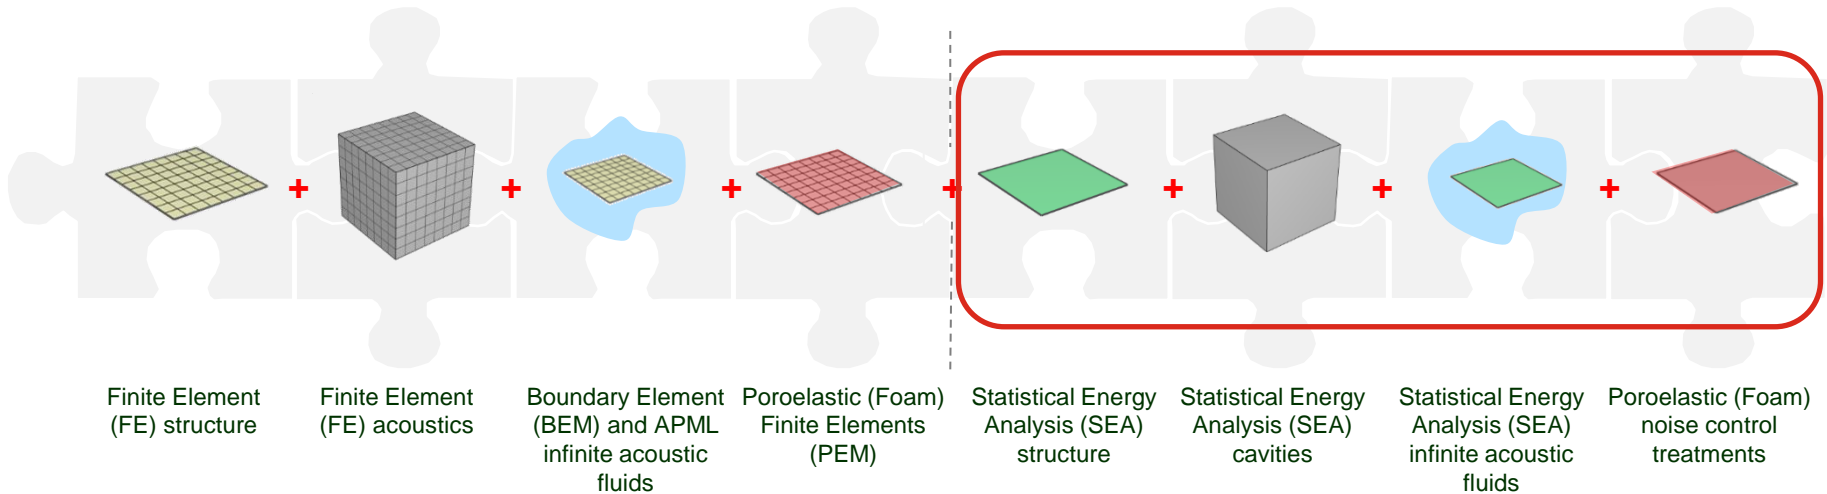 Finite Element
(FE) structure
Finite Element
(FE) acoustics
Boundary Element
(BEM) and APML
infinite acoustic
fluids
Poroelastic (Foam)
Finite Elements
(PEM)
Statistical Energy
Analysis (SEA)
structure
Statistical Energy
Analysis (SEA)
cavities
Statistical Energy
Analysis (SEA)
infinite acoustic
fluids
Poroelastic (Foam)
noise control
treatments